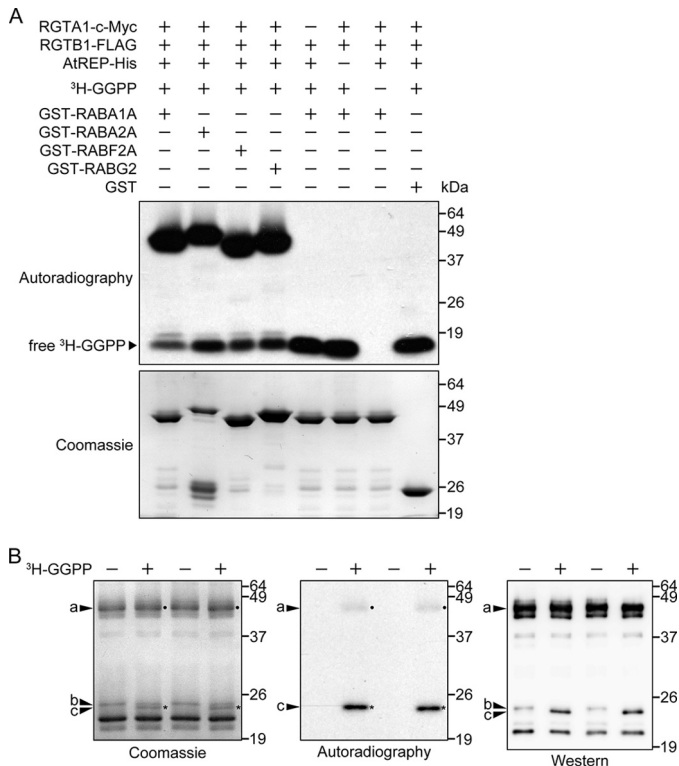 A
RGTA1-c-Myc + + + + − + + +
RGTB1-FLAG + + + + + + + +
AtREP-His + + + + + − + +
³H-GGPP + + + + + + − +
GST-RABA1A + − − − + + + −
GST-RABA2A − + − − − − − −
GST-RABF2A − − + − − − − −
GST-RABG2 − − − + − − − −
GST − − − − − − − + kDa
64
49
37
Autoradiography
26
19
free ³H-GGPP
64
49
Coomassie
37
26
19
B
³H-GGPP − + − + − + − + − + − +
a • 64 49 37 26 19
b
c *
Coomassie
a • 64 49 37 26 19
c * *
Autoradiography
a 64 49 37 26 19
b
c
Western